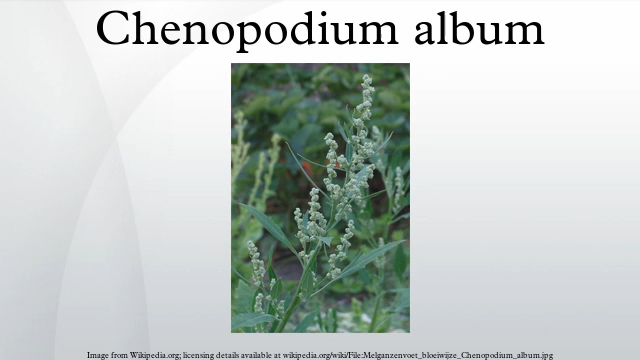 Chenopodium album
Image from Wikipedia.org; licensing details available at wikipedia.org/wiki/File:Melganzenvoet_bloeiwijze_Chenopodium_album.jpg